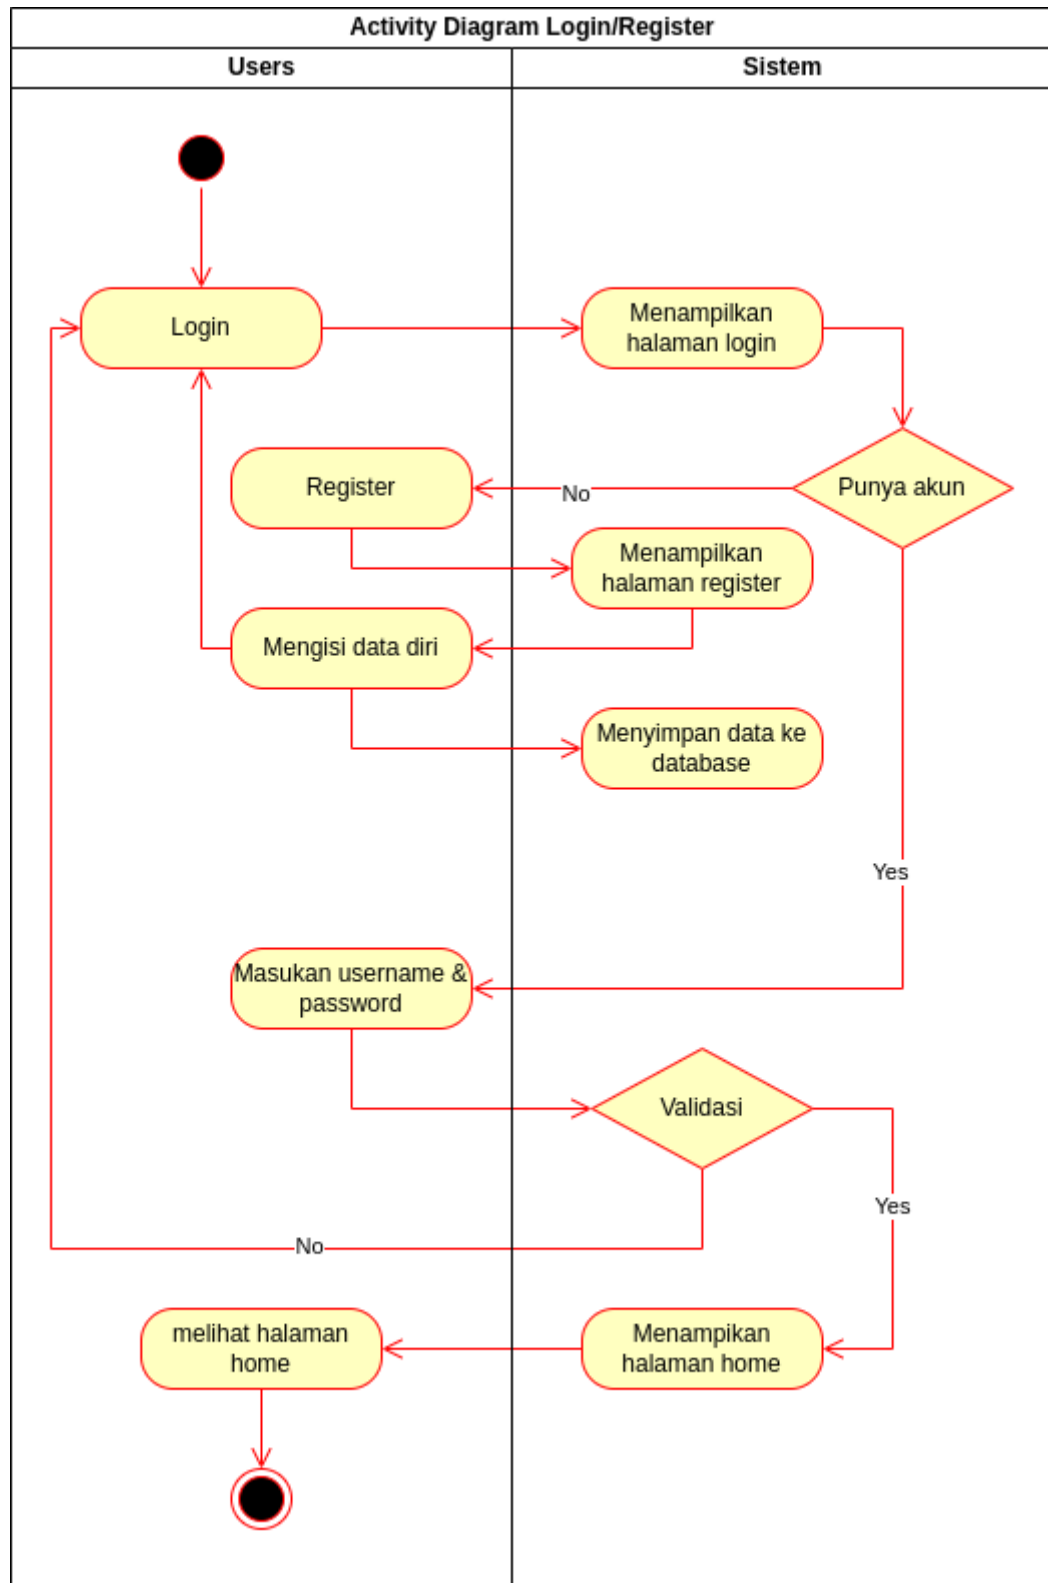 Activity Diagram Login/Register
Users
Sistem
Login
Menampilkan
halaman login
Punya akun
No
Register
Menampilkan
halaman register
Mengisi data diri
Menyimpan data ke
database
Yes
Masukan username &
password
Validasi
Yes
No
melihat halaman
home
Menampikan
halaman home